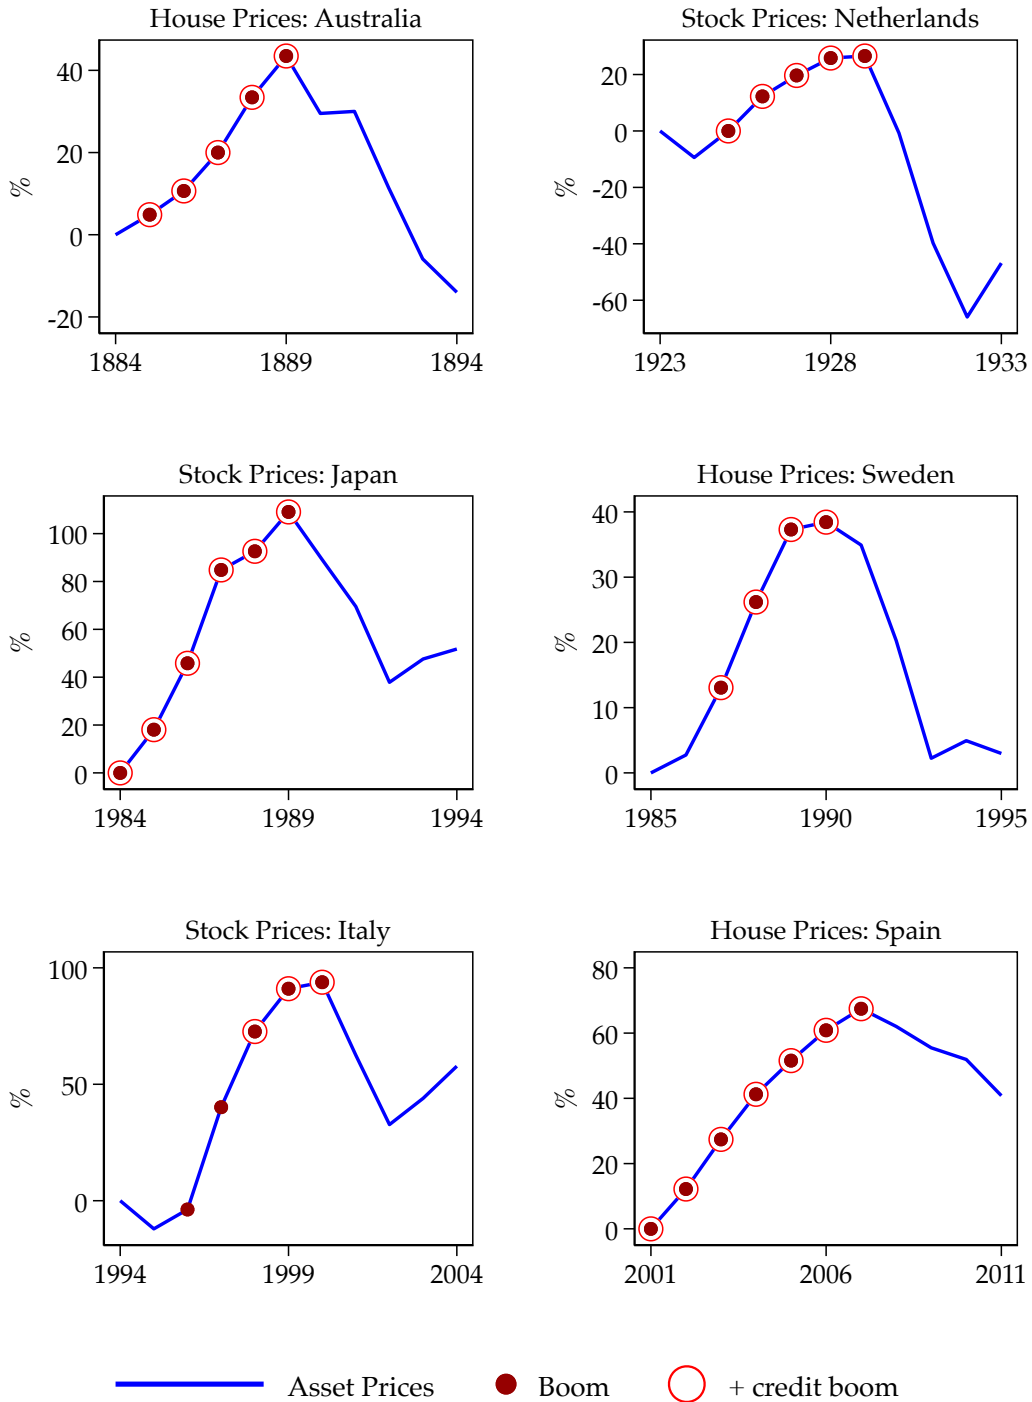 House Prices: Australia
%
40
20
0
-20
1884 1889 1894
Stock Prices: Netherlands
%
20
0
-20
-40
-60
1923 1928 1933
Stock Prices: Japan
%
100
80
60
40
20
0
1984 1989 1994
House Prices: Sweden
%
40
30
20
10
0
1985 1990 1995
Stock Prices: Italy
%
100
50
0
1994 1999 2004
House Prices: Spain
%
80
60
40
20
0
2001 2006 2011
Asset Prices Boom + credit boom